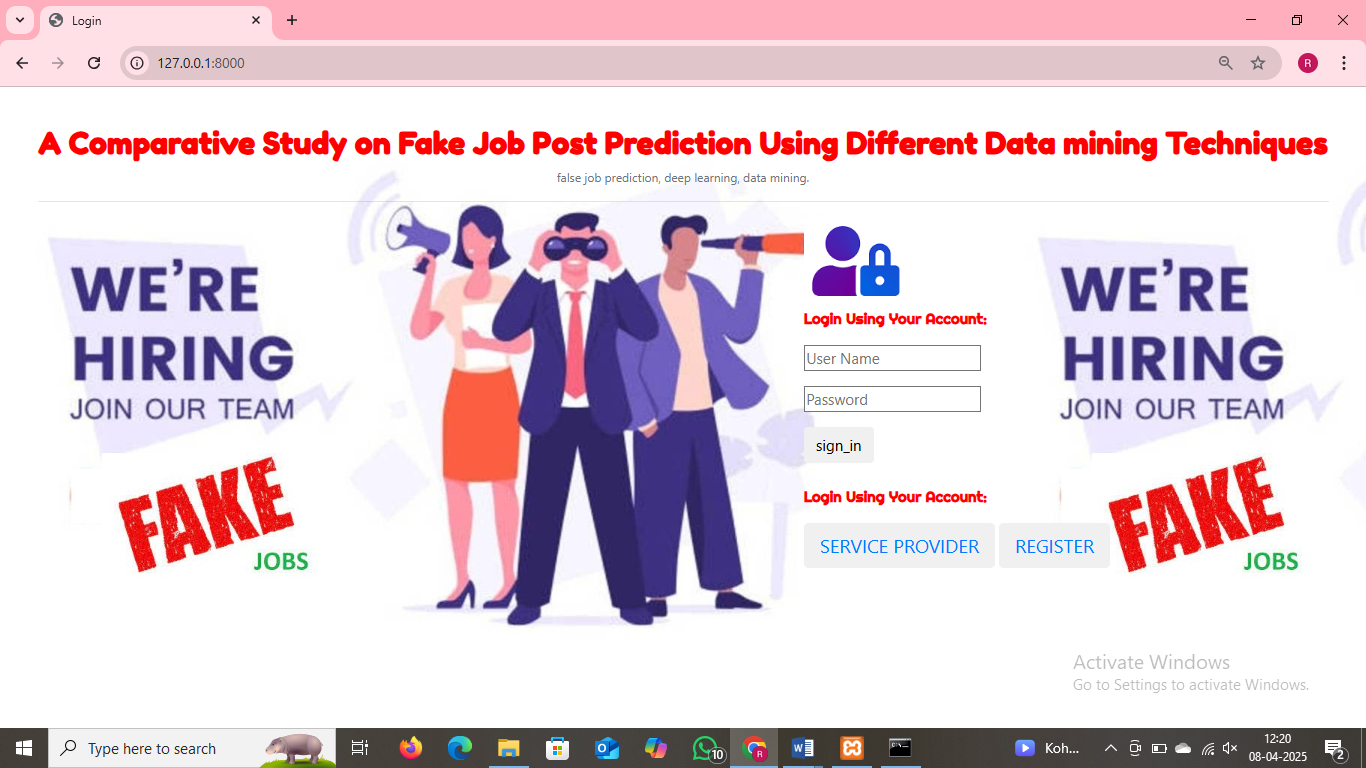 Login
127.0.0.1:8000
R
A Comparative Study on Fake Job Post Prediction Using Different Data mining Techniques
false job prediction, deep learning, data mining.
WE'RE
HIRING
JOIN OUR TEAM
FAKE
JOBS
Login Using Your Account:
User Name
Password
sign_in
Login Using Your Account:
SERVICE PROVIDER
REGISTER
WE'RE
HIRING
JOIN OUR TEAM
FAKE
JOBS
Activate Windows
Go to Settings to activate Windows.
Type here to search
10
R
Koh...
12:20
08-04-2025
2